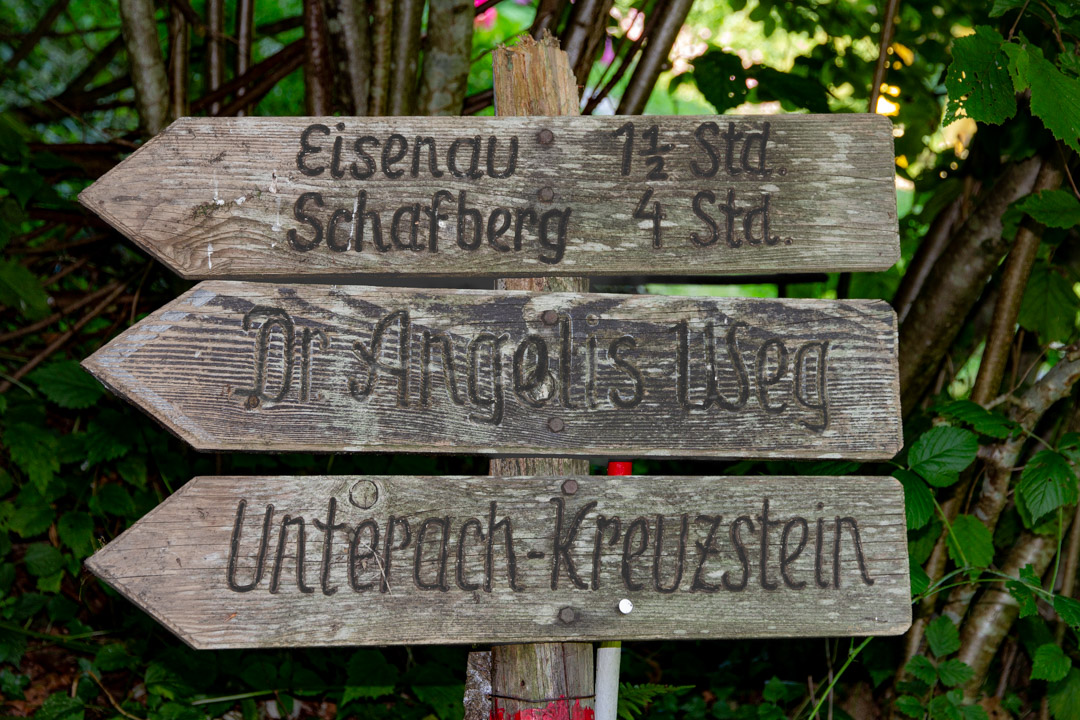 Eisenau 1½ Std.
Schafberg 4 Std.
Dr Angelis Weg
Unterach-Kreuzstein